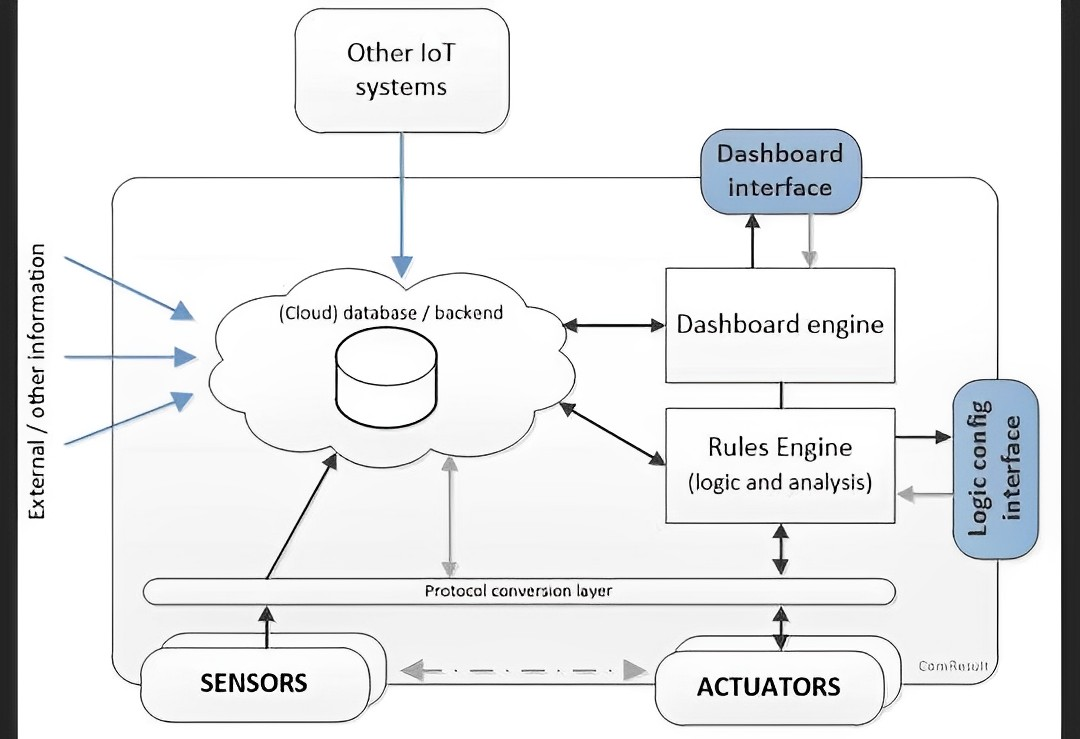 Other IoT
systems
Dashboard
interface
External / other information
(Cloud) database / backend
Dashboard engine
Rules Engine
(logic and analysis)
Logic config
interface
Protocol conversion layer
SENSORS
ACTUATORS
ComResult